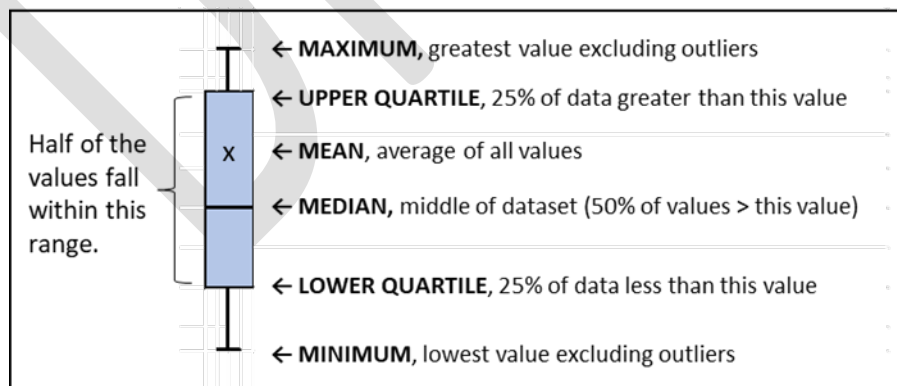 ← MAXIMUM, greatest value excluding outliers
← UPPER QUARTILE, 25% of data greater than this value
Half of the
values fall
within this
range.
X
← MEAN, average of all values
← MEDIAN, middle of dataset (50% of values > this value)
← LOWER QUARTILE, 25% of data less than this value
← MINIMUM, lowest value excluding outliers